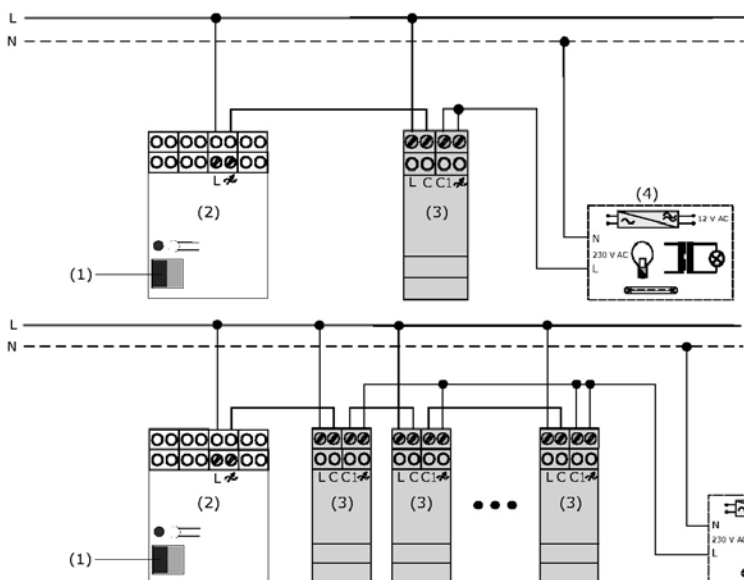 L
N
L
(2)
(1)
L C C1
(3)
(4)
12 V AC
N
230 V AC
L
L
N
L
(2)
(1)
L C C1
(3)
L C C1
(3)
L C C1
(3)
N
230 V AC
L